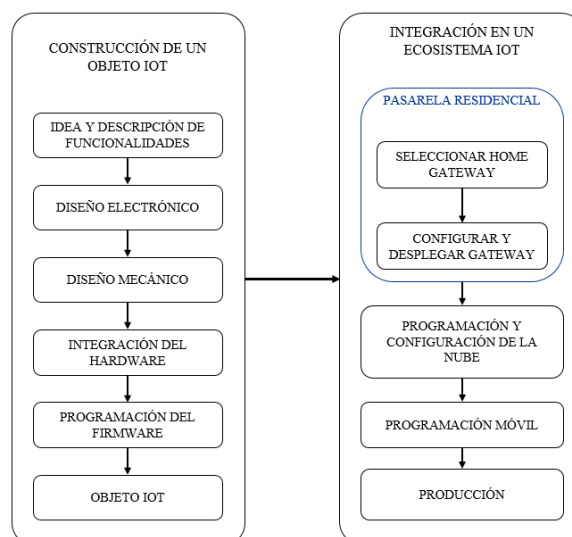 CONSTRUCCIÓN DE UN
OBJETO IOT
IDEA Y DESCRIPCIÓN DE
FUNCIONALIDADES
DISEÑO ELECTRÓNICO
DISEÑO MECÁNICO
INTEGRACIÓN DEL
HARDWARE
PROGRAMACIÓN DEL
FIRMWARE
OBJETO IOT
INTEGRACIÓN EN UN
ECOSISTEMA IOT
PASARELA RESIDENCIAL
SELECCIONAR HOME
GATEWAY
CONFIGURAR Y
DESPLEGAR GATEWAY
PROGRAMACIÓN Y
CONFIGURACIÓN DE LA
NUBE
PROGRAMACIÓN MÓVIL
PRODUCCIÓN